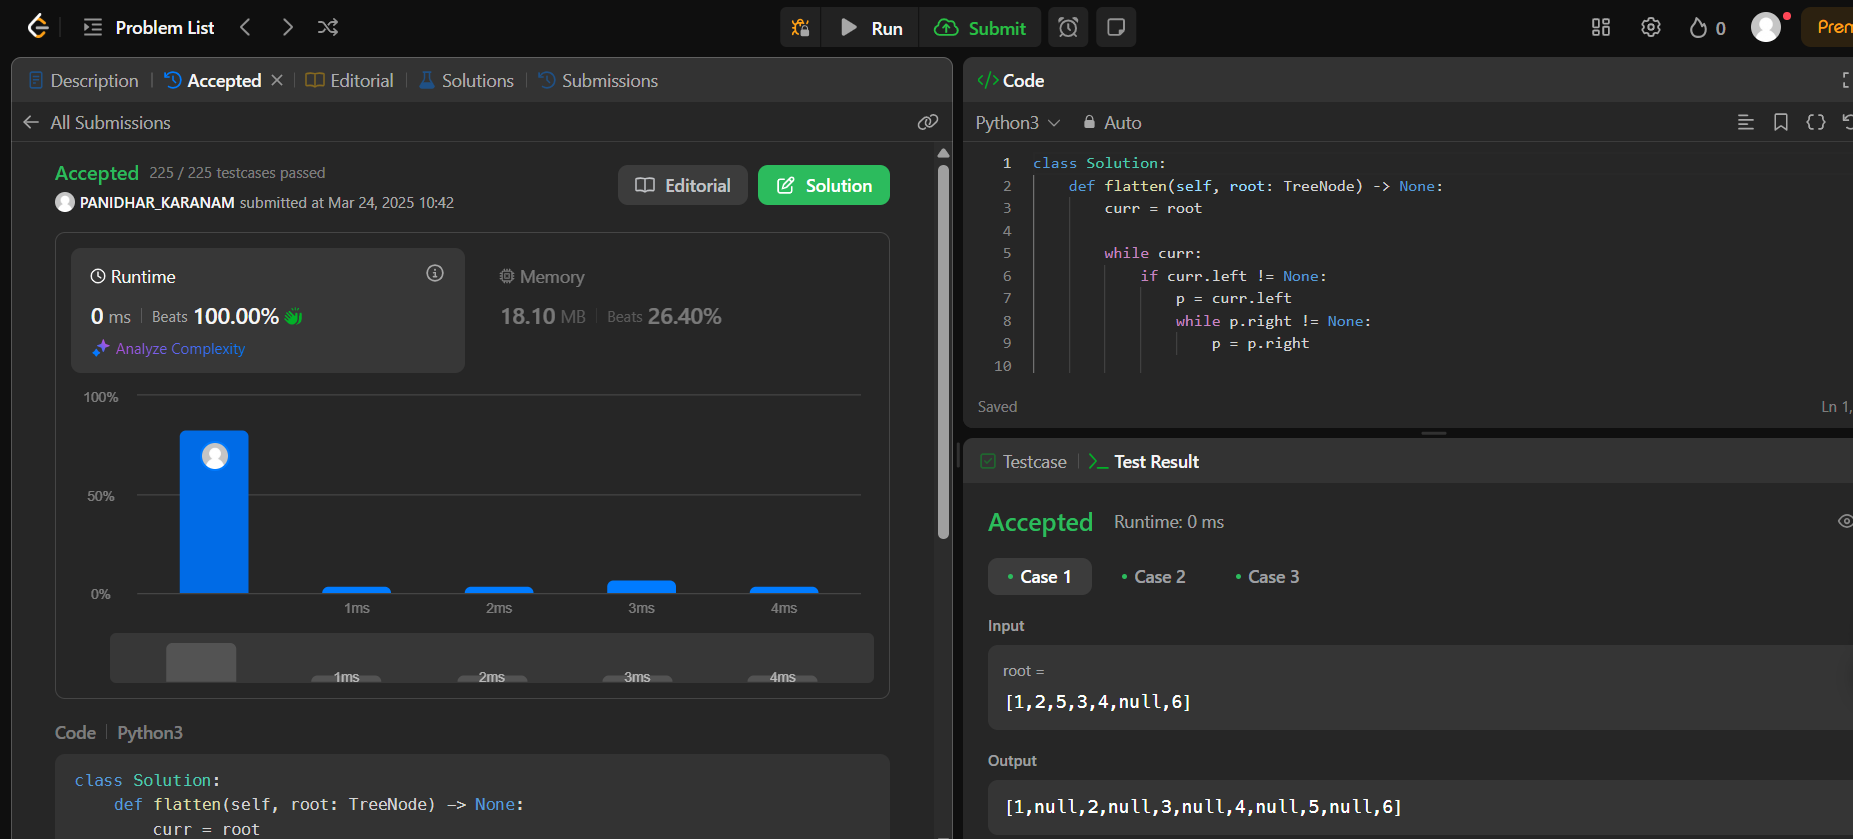 Problem List
Run
Submit
0
Prem
Description
Accepted
Editorial
Solutions
Submissions
All Submissions
Accepted 225 / 225 testcases passed
PANIDHAR_KARANAM submitted at Mar 24, 2025 10:42
Editorial
Solution
Runtime
0 ms Beats 100.00%
Analyze Complexity
Memory
18.10 MB Beats 26.40%
100%
50%
0%
1ms 2ms 3ms 4ms
1ms 2ms 3ms 4ms
Code Python3
class Solution:
def flatten(self, root: TreeNode) -> None:
curr = root
</> Code
Python3 Auto
1 class Solution:
2 def flatten(self, root: TreeNode) -> None:
3 curr = root
4
5 while curr:
6 if curr.left != None:
7 p = curr.left
8 while p.right != None:
9 p = p.right
10
Saved
Ln 1,
Testcase
Test Result
Accepted Runtime: 0 ms
Case 1 Case 2 Case 3
Input
root =
[1,2,5,3,4,null,6]
Output
[1,null,2,null,3,null,4,null,5,null,6]